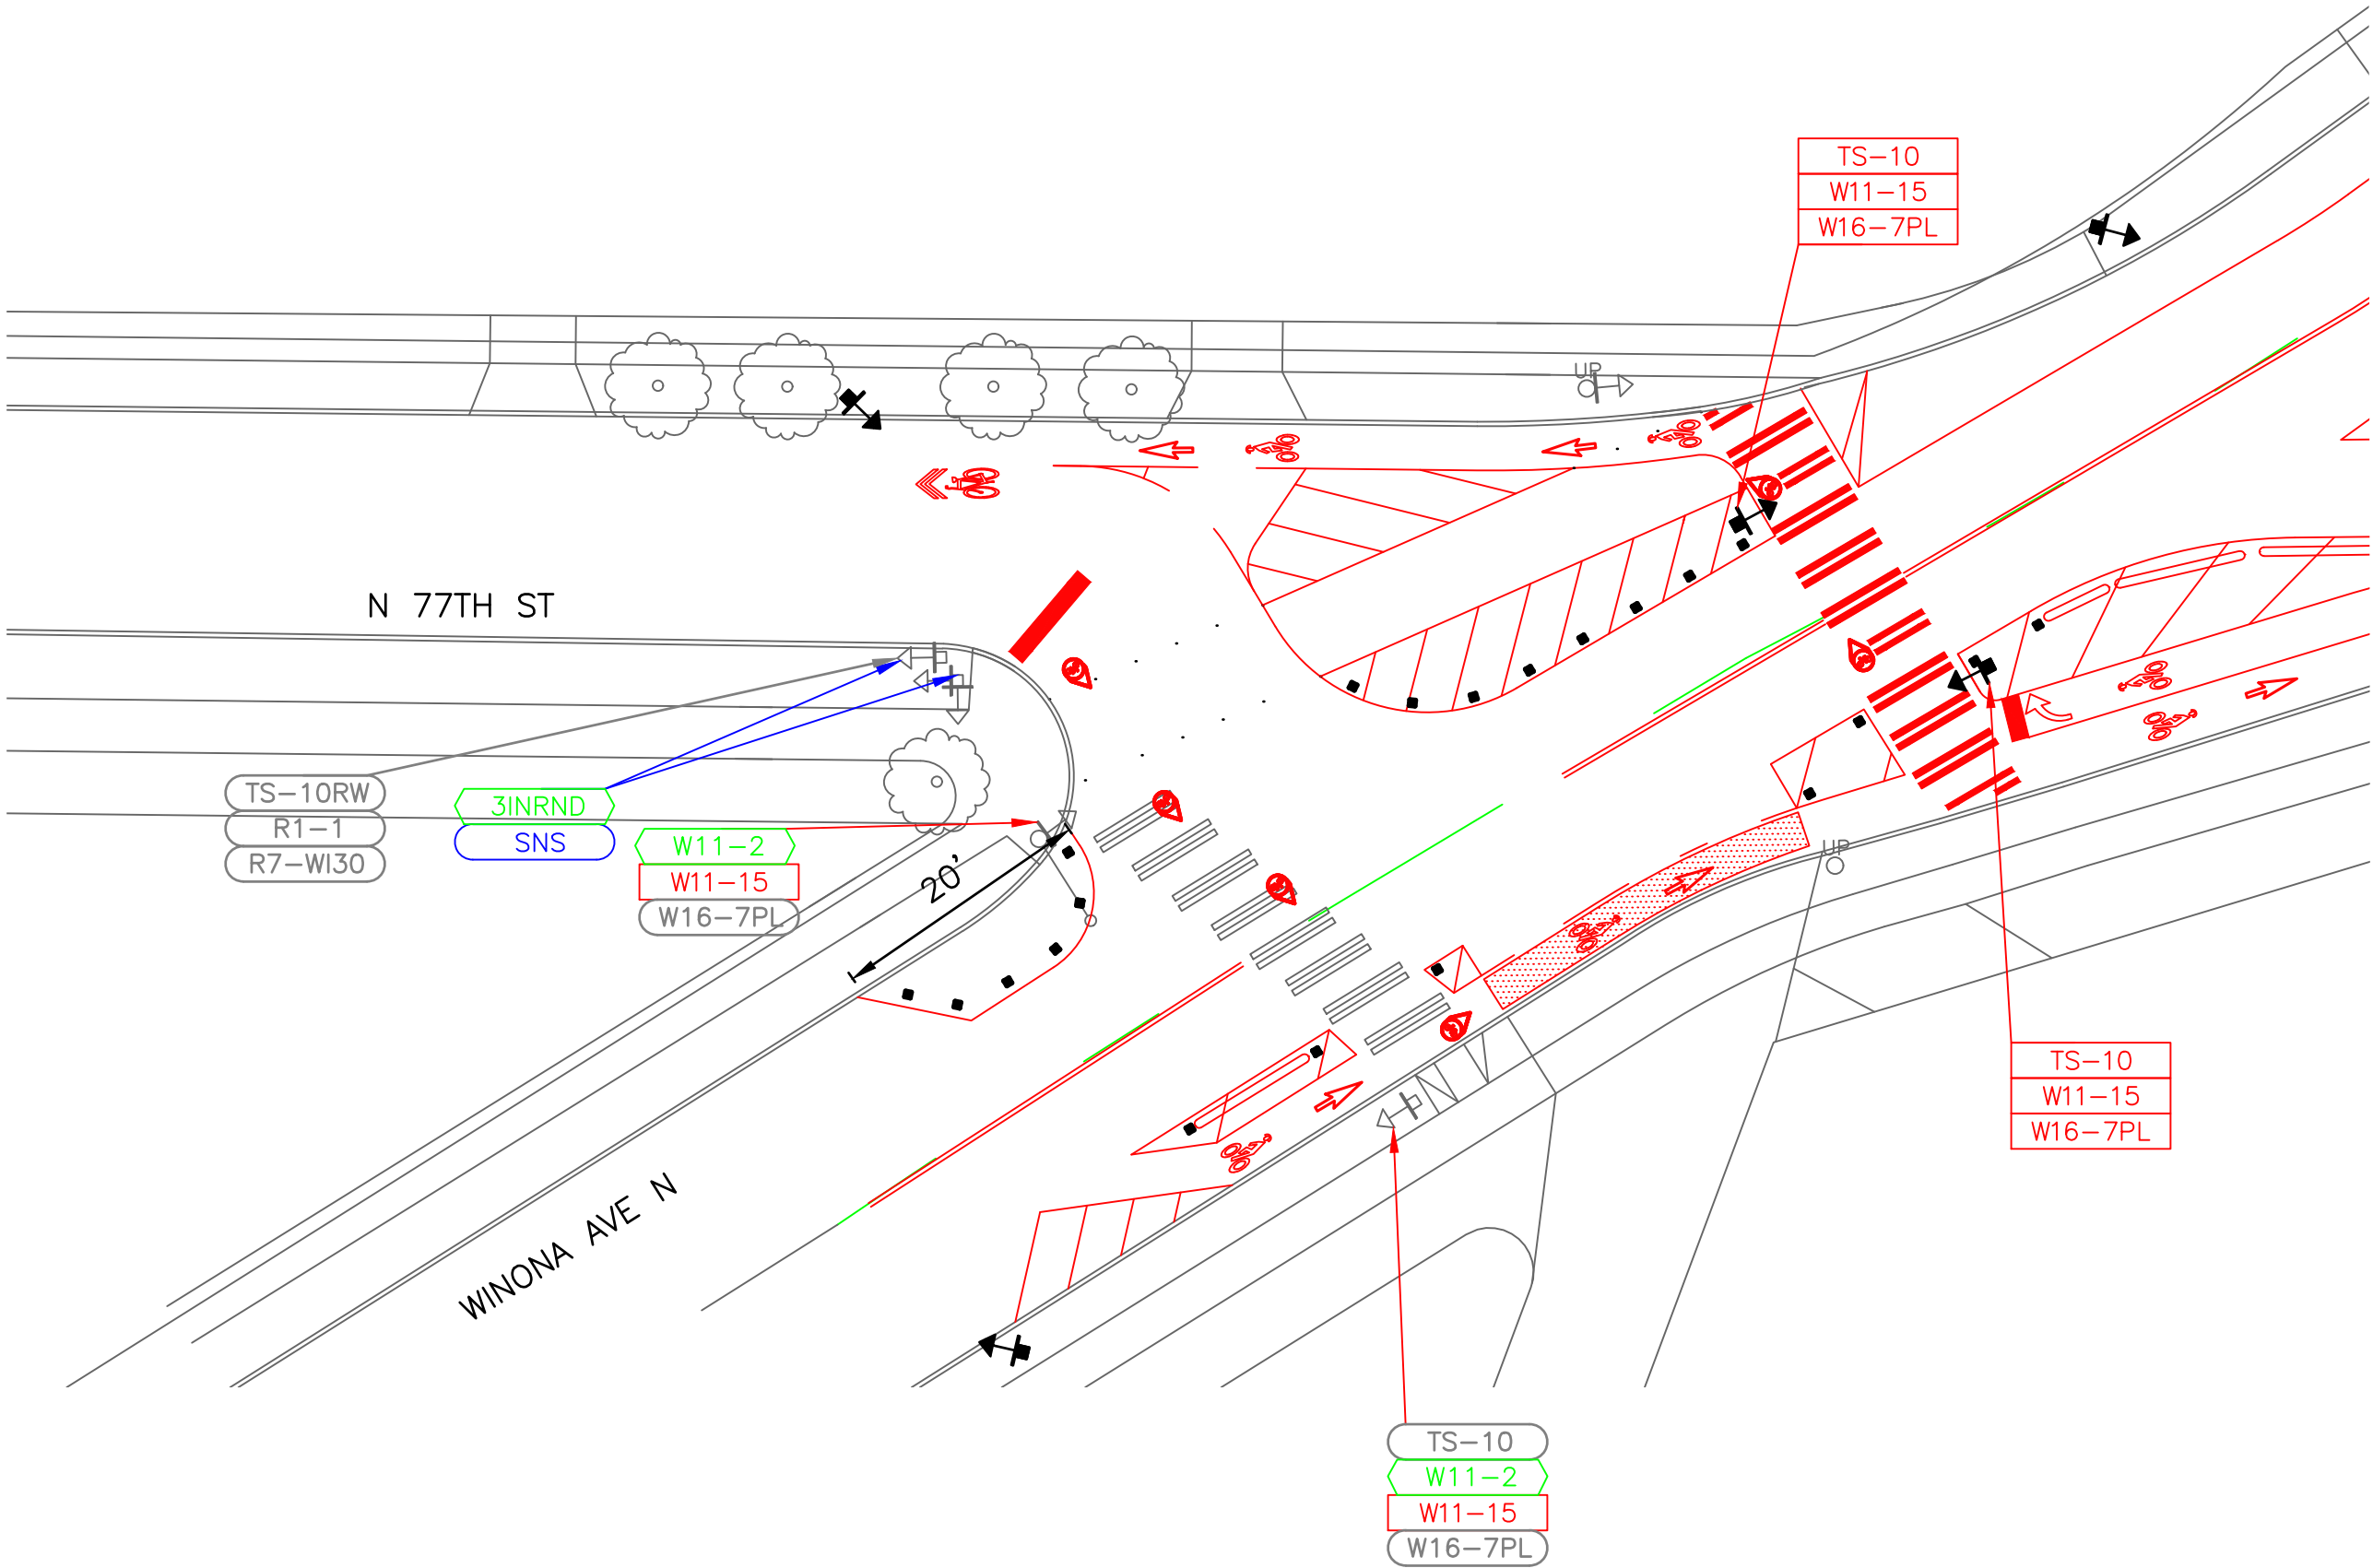 TS-10
W11-15
W16-7PL
UP
N 77TH ST
TS-10RW
R1-1
R7-WI30
3INRND
SNS
W11-2
W11-15
W16-7PL
20'
UP
TS-10
W11-15
W16-7PL
WINONA AVE N
TS-10
W11-2
W11-15
W16-7PL